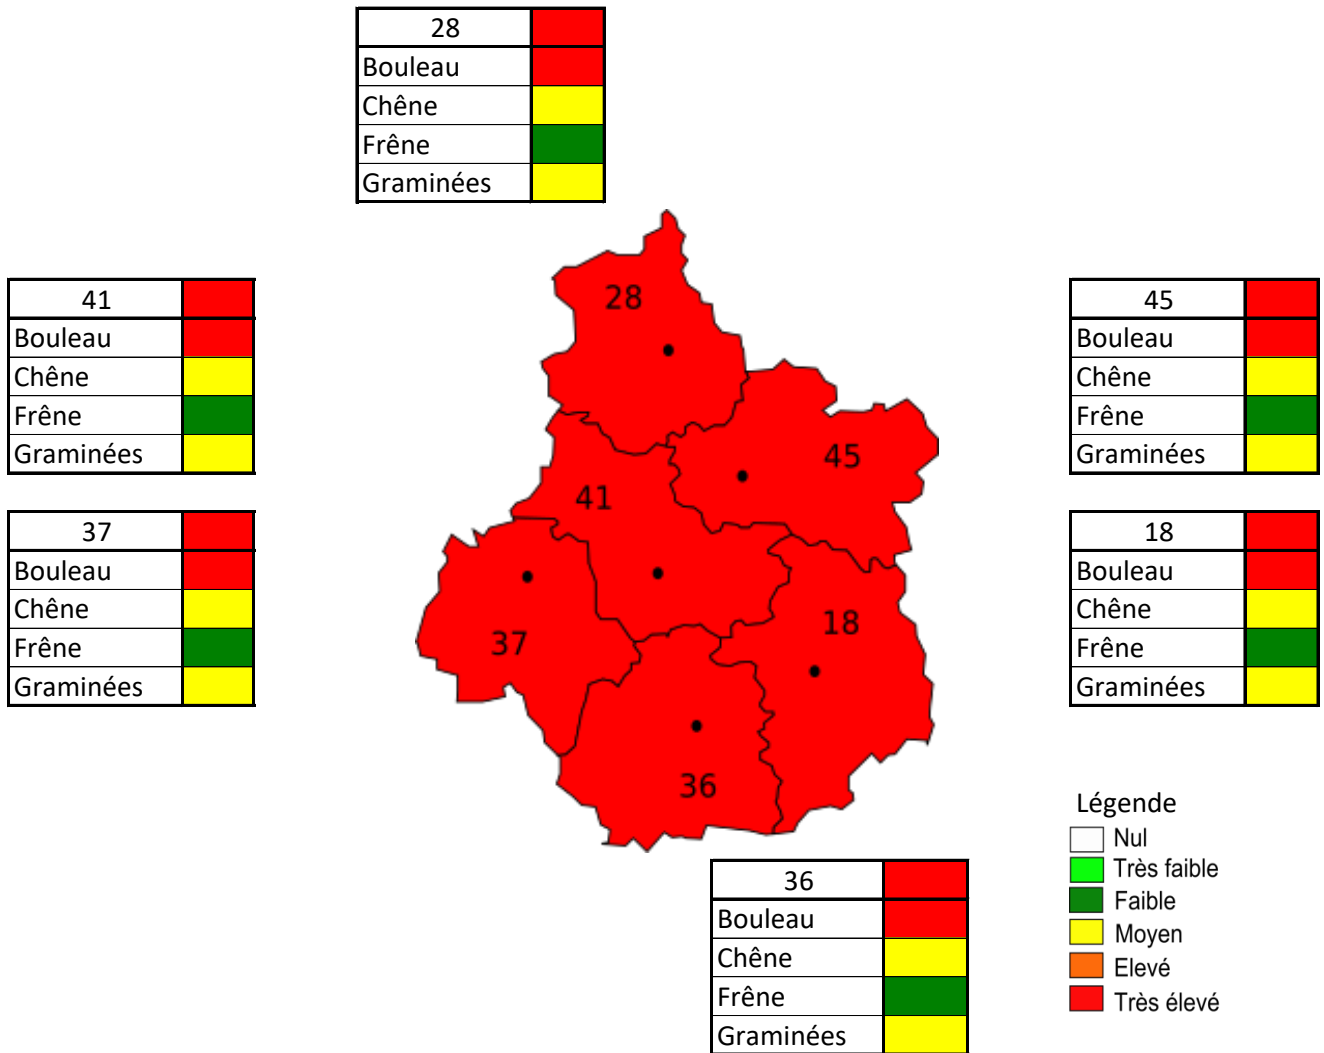 28
Bouleau
Chêne
Frêne
Graminées
41
Bouleau
Chêne
Frêne
Graminées
37
Bouleau
Chêne
Frêne
Graminées
28
45
41
37
18
36
45
Bouleau
Chêne
Frêne
Graminées
18
Bouleau
Chêne
Frêne
Graminées
36
Bouleau
Chêne
Frêne
Graminées
Légende
Nul
Très faible
Faible
Moyen
Elevé
Très élevé